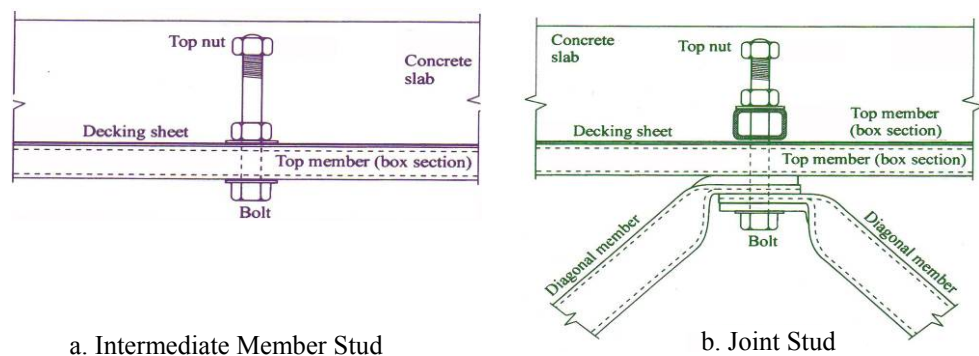 Top nut
Concrete
slab
Decking sheet
Top member (box section)
Bolt
a. Intermediate Member Stud
Concrete
slab
Top nut
Top member
(box section)
Decking sheet
Top member (box section)
Diagonal member
Bolt
Diagonal member
b. Joint Stud